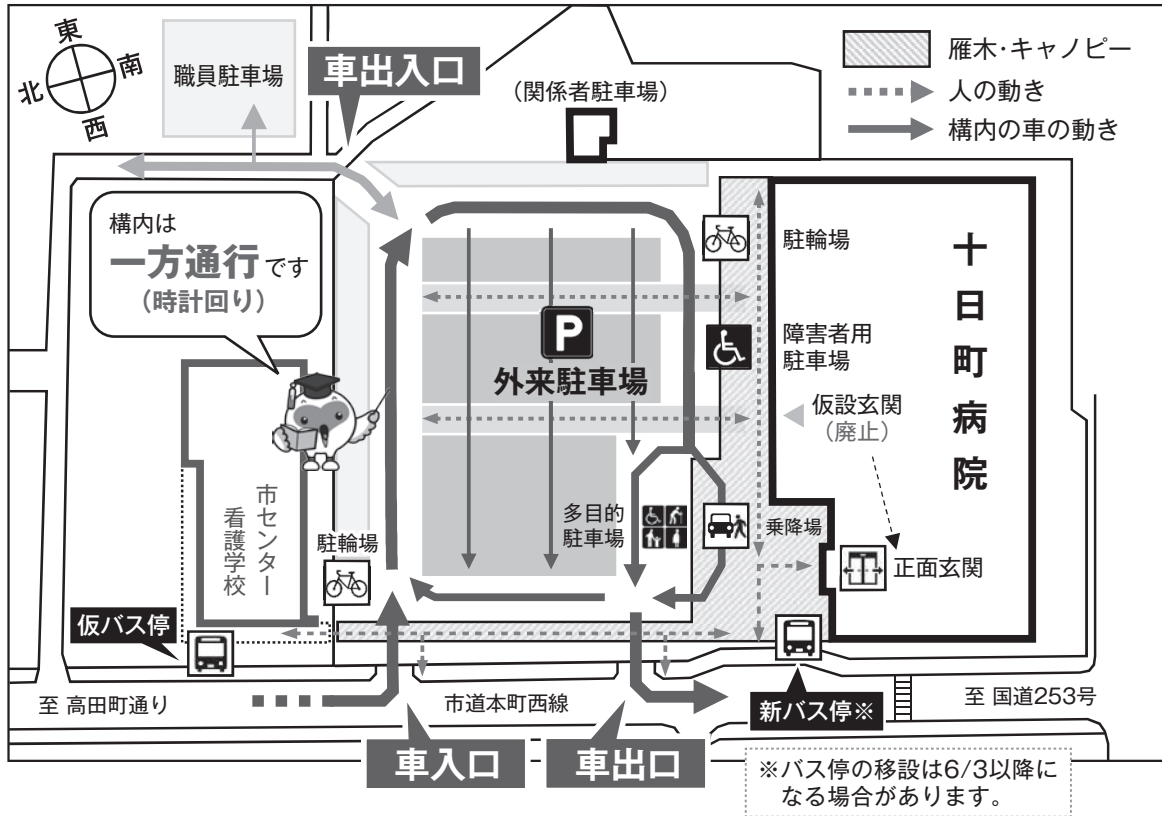 東
北
南
西
職員駐車場
車出入口
(関係者駐車場)
雁木・キャノピー
人の動き
構内の車の動き
構内は
一方通行です
(時計回り)
P
外来駐車場
駐輪場
障害者用
駐車場
仮設玄関
(廃止)
十日町病院
市センター
看護学校
駐輪場
多目的
駐車場
乗降場
正面玄関
仮バス停
至 高田町通り
市道本町西線
新バス停※
至 国道253号
車入口
車出口
※バス停の移設は6/3以降に
なる場合があります。